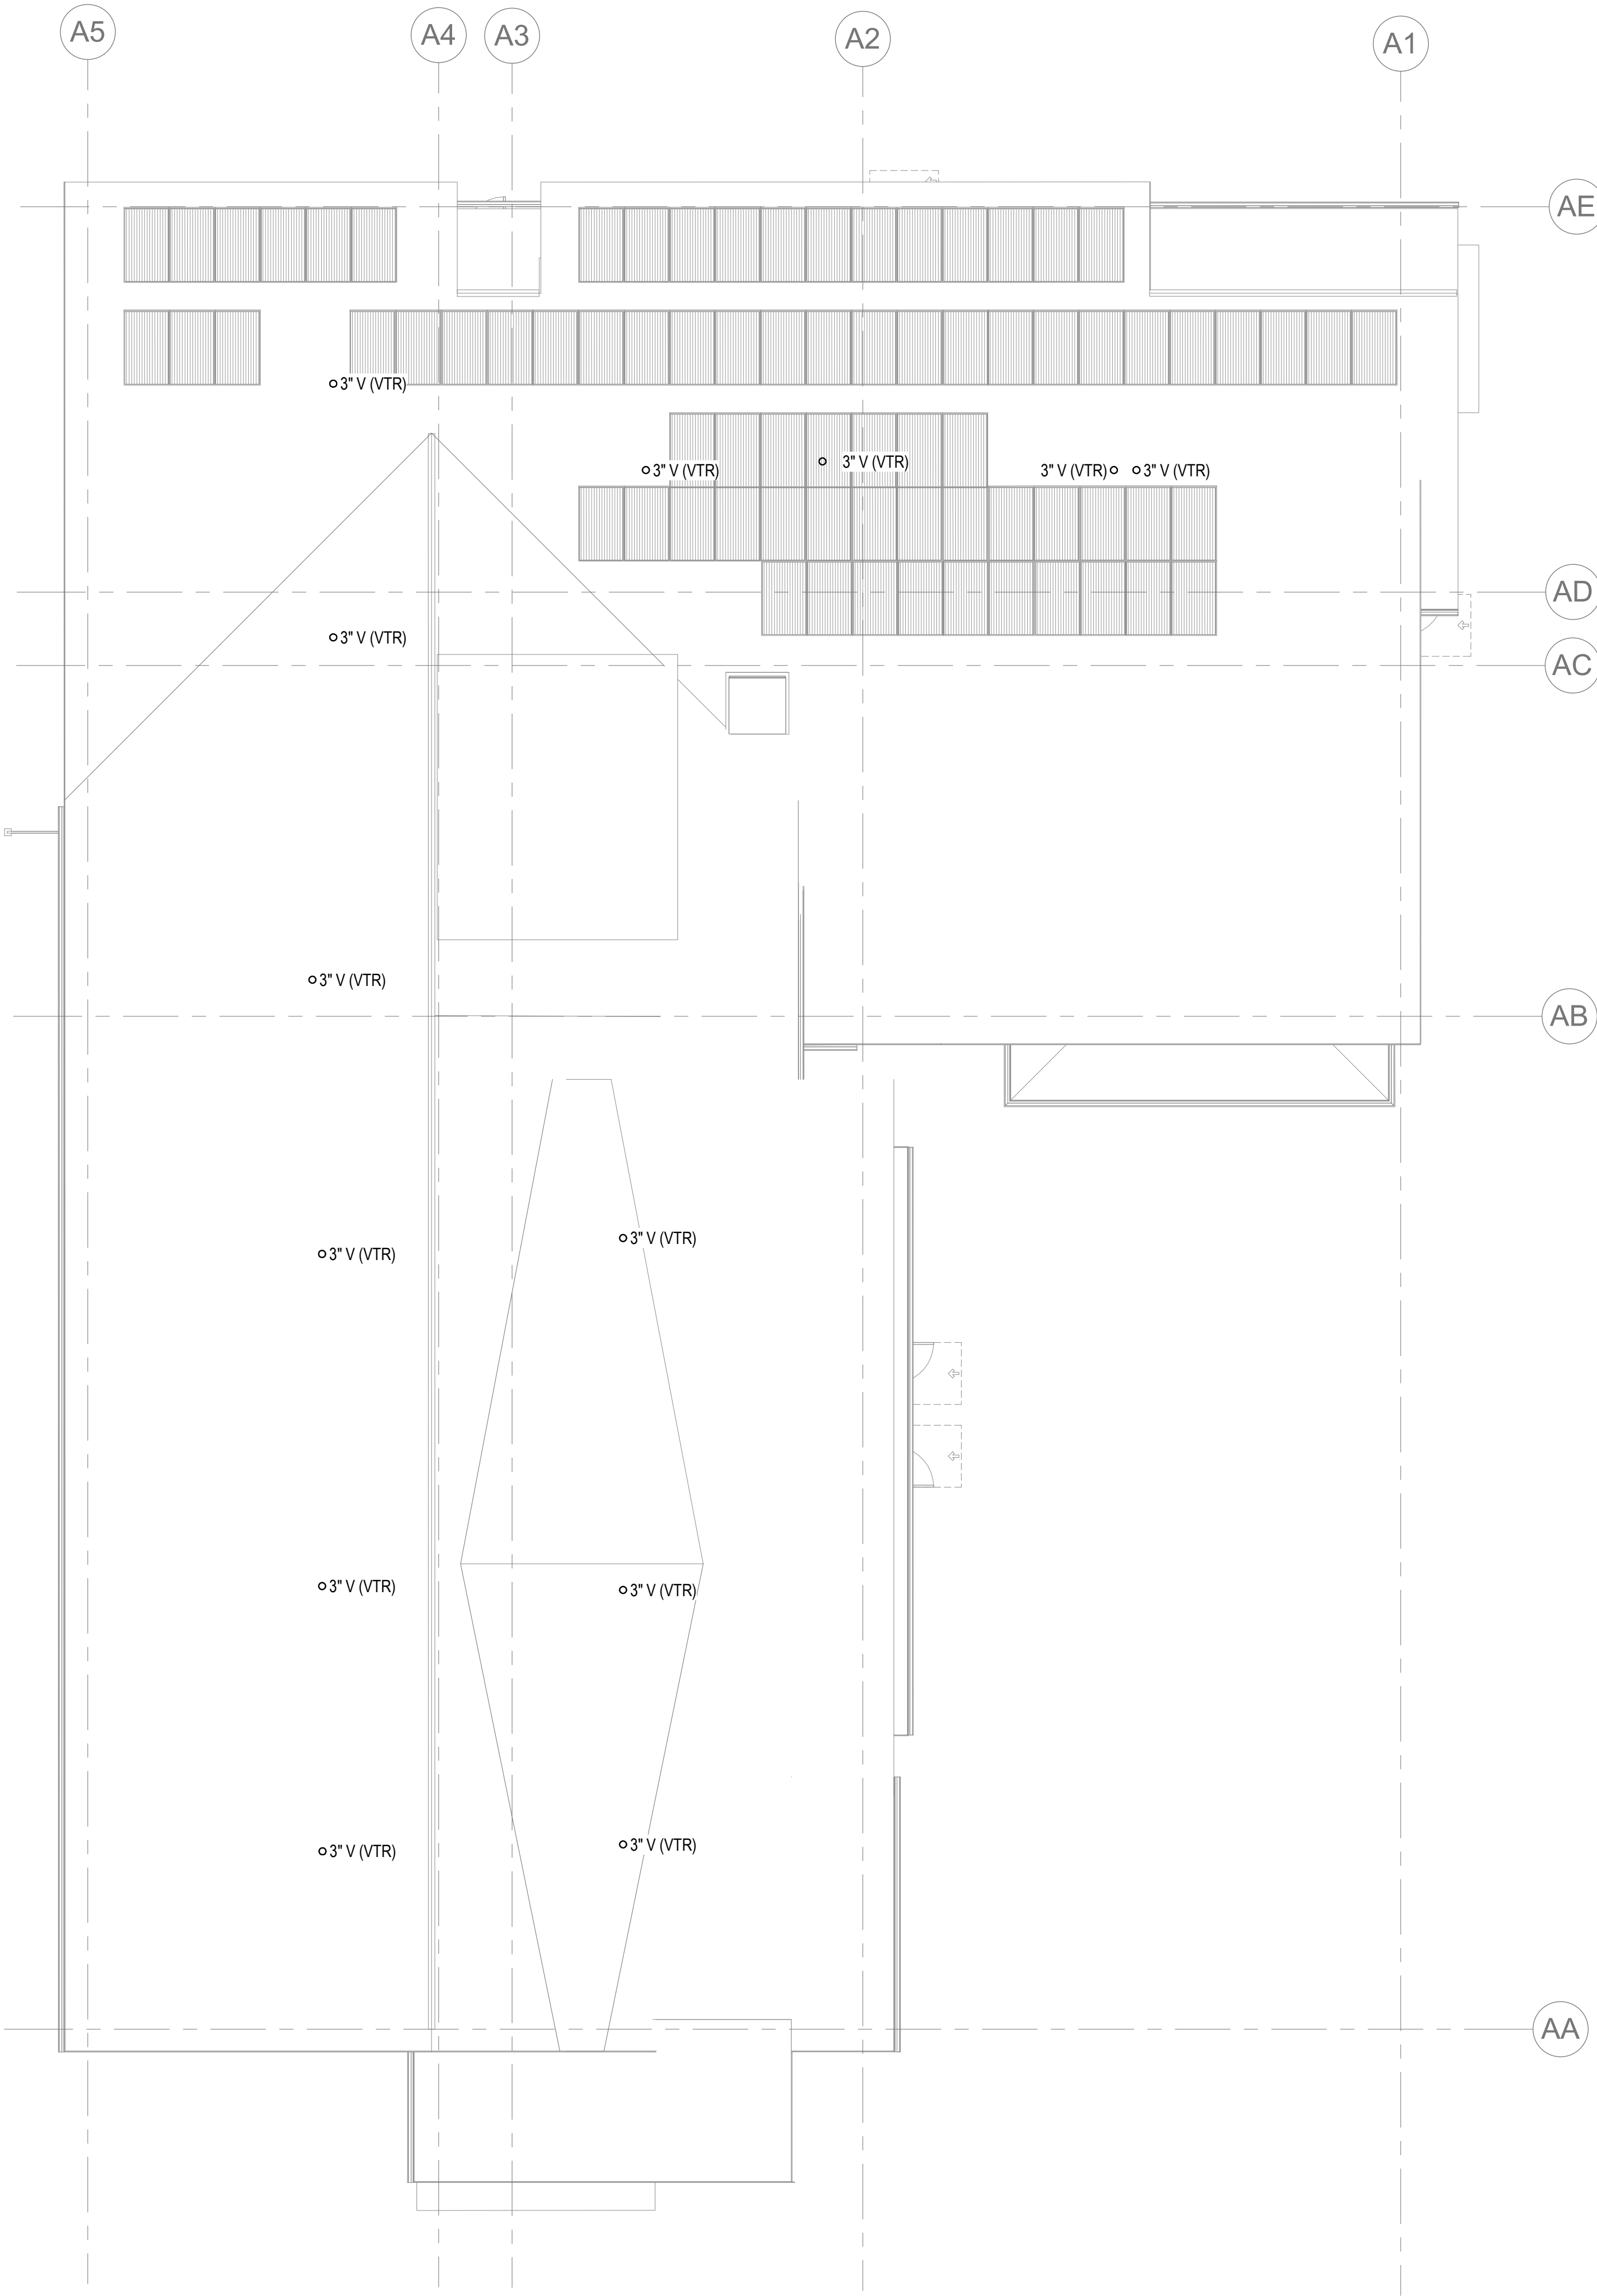 A5
A4
A3
A2
A1
AE
3" V (VTR)
3" V (VTR)
3" V (VTR)
3" V (VTR)
3" V (VTR)
AD
3" V (VTR)
AC
3" V (VTR)
AB
3" V (VTR)
3" V (VTR)
3" V (VTR)
3" V (VTR)
3" V (VTR)
3" V (VTR)
AA